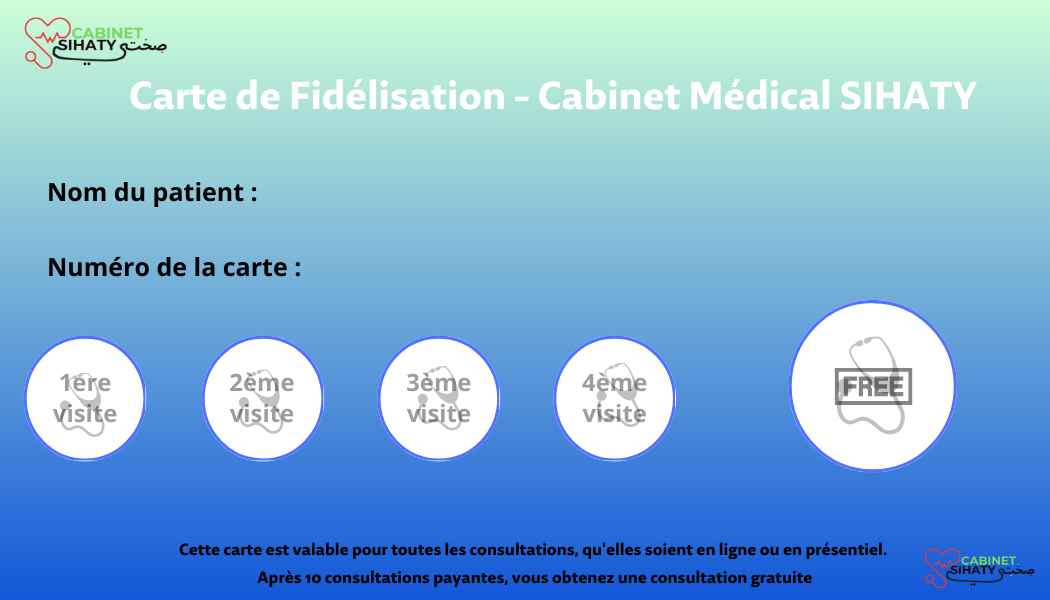 CABINET
SIHATY صحتي
Carte de Fidélisation - Cabinet Médical SIHATY
Nom du patient :
Numéro de la carte :
1ère
visite
2ème
visite
3ème
visite
4ème
visite
FREE
Cette carte est valable pour toutes les consultations, qu'elles soient en ligne ou en présentiel.
Après 10 consultations payantes, vous obtenez une consultation gratuite
CABINET
SIHATY صحتي